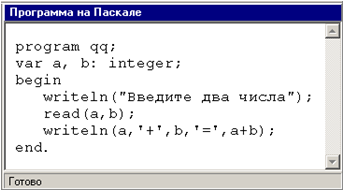 Программа на Паскале
program qq;
var a, b: integer;
begin
writeln("Введите два числа");
read(a,b);
writeln(a,'+',b,'=',a+b);
end.
Готово